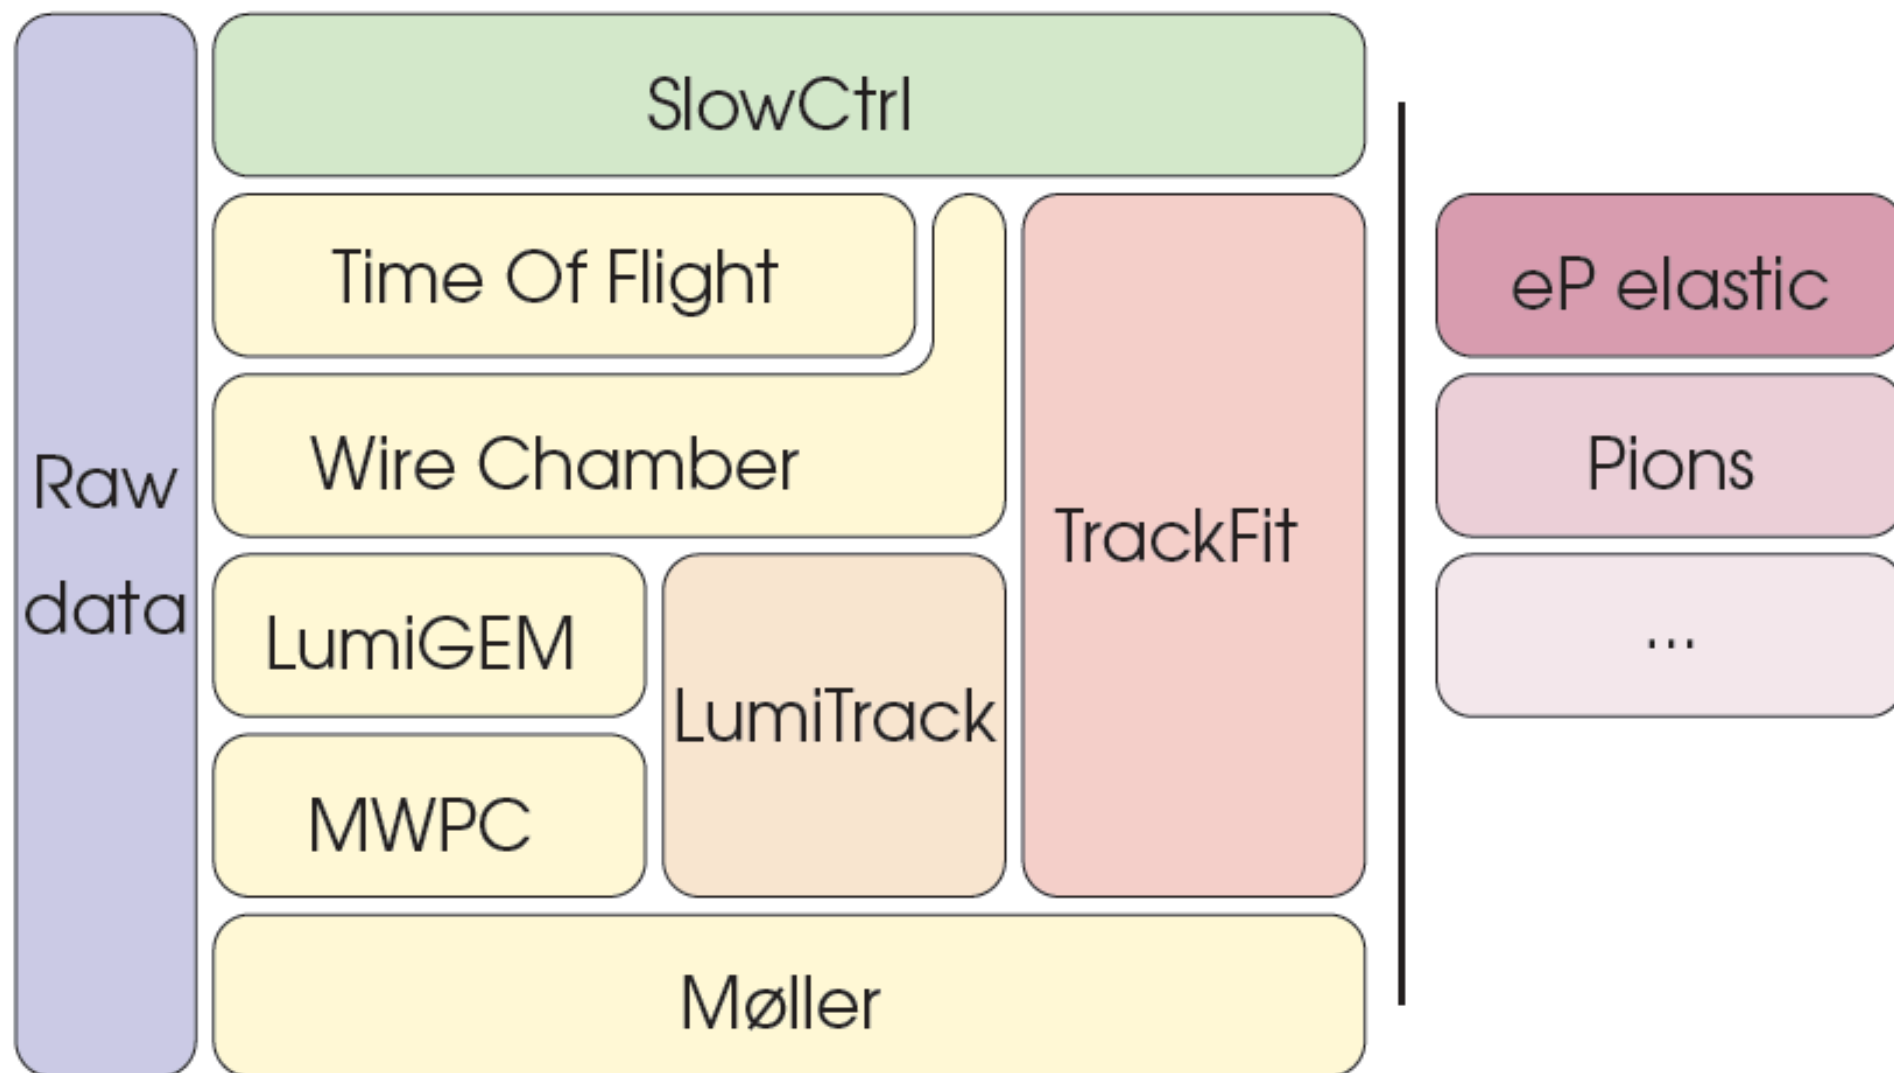 Raw
data
SlowCtrl
Time Of Flight
Wire Chamber
LumiGEM
MWPC
LumiTrack
TrackFit
Møller
eP elastic
Pions
...